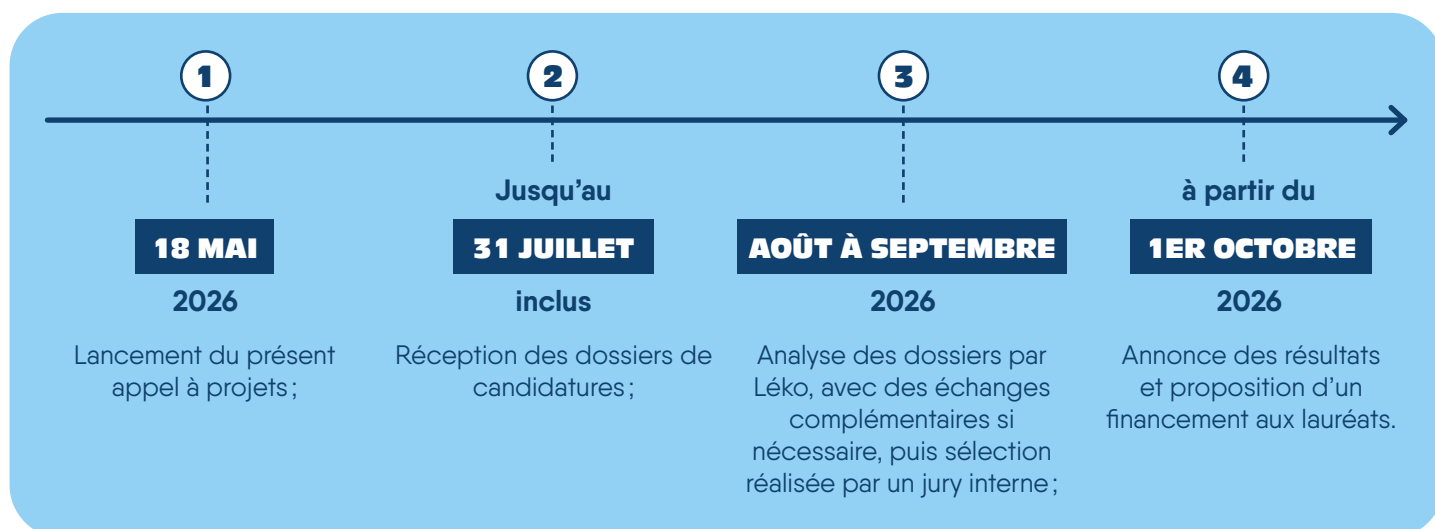 1
18 MAI
2026
Lancement du présent
appel à projets ;
2
Jusqu’au
31 JUILLET
inclus
Réception des dossiers de
candidatures ;
3
AOÛT À SEPTEMBRE
2026
Analyse des dossiers par
Léko, avec des échanges
complémentaires si
nécessaire, puis sélection
réalisée par un jury interne ;
4
à partir du
1ER OCTOBRE
2026
Annonce des résultats
et proposition d’un
financement aux lauréats.